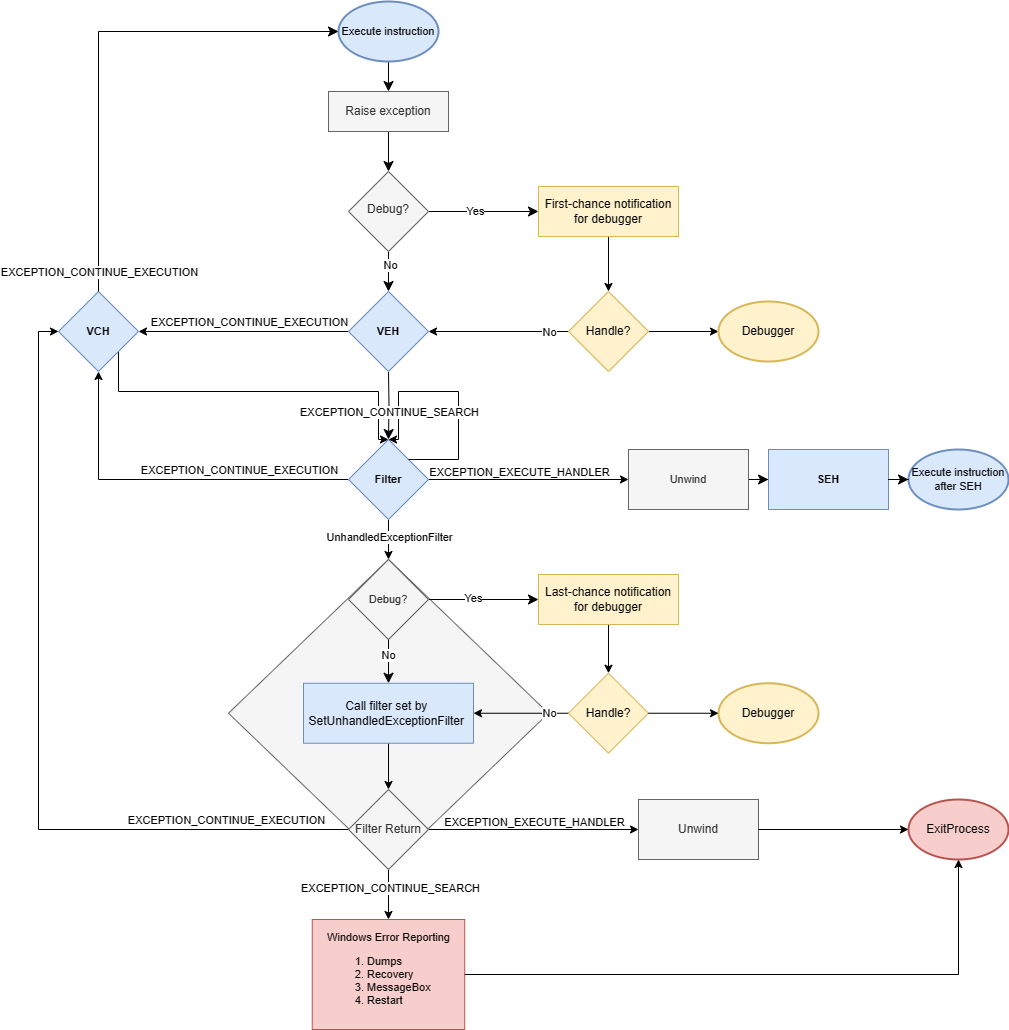 Execute instruction
Raise exception
Debug?
Yes
First-chance notification
for debugger
No
EXCEPTION_CONTINUE_EXECUTION
VCH
EXCEPTION_CONTINUE_EXECUTION
VEH
No
Handle?
Debugger
EXCEPTION_CONTINUE_SEARCH
EXCEPTION_CONTINUE_EXECUTION
Filter
EXCEPTION_EXECUTE_HANDLER
Unwind
SEH
Execute instruction
after SEH
UnhandledExceptionFilter
Debug?
Yes
Last-chance notification
for debugger
No
Call filter set by
SetUnhandledExceptionFilter
No
Handle?
Debugger
EXCEPTION_CONTINUE_EXECUTION
Filter Return
EXCEPTION_EXECUTE_HANDLER
Unwind
ExitProcess
EXCEPTION_CONTINUE_SEARCH
Windows Error Reporting
1. Dumps
2. Recovery
3. MessageBox
4. Restart